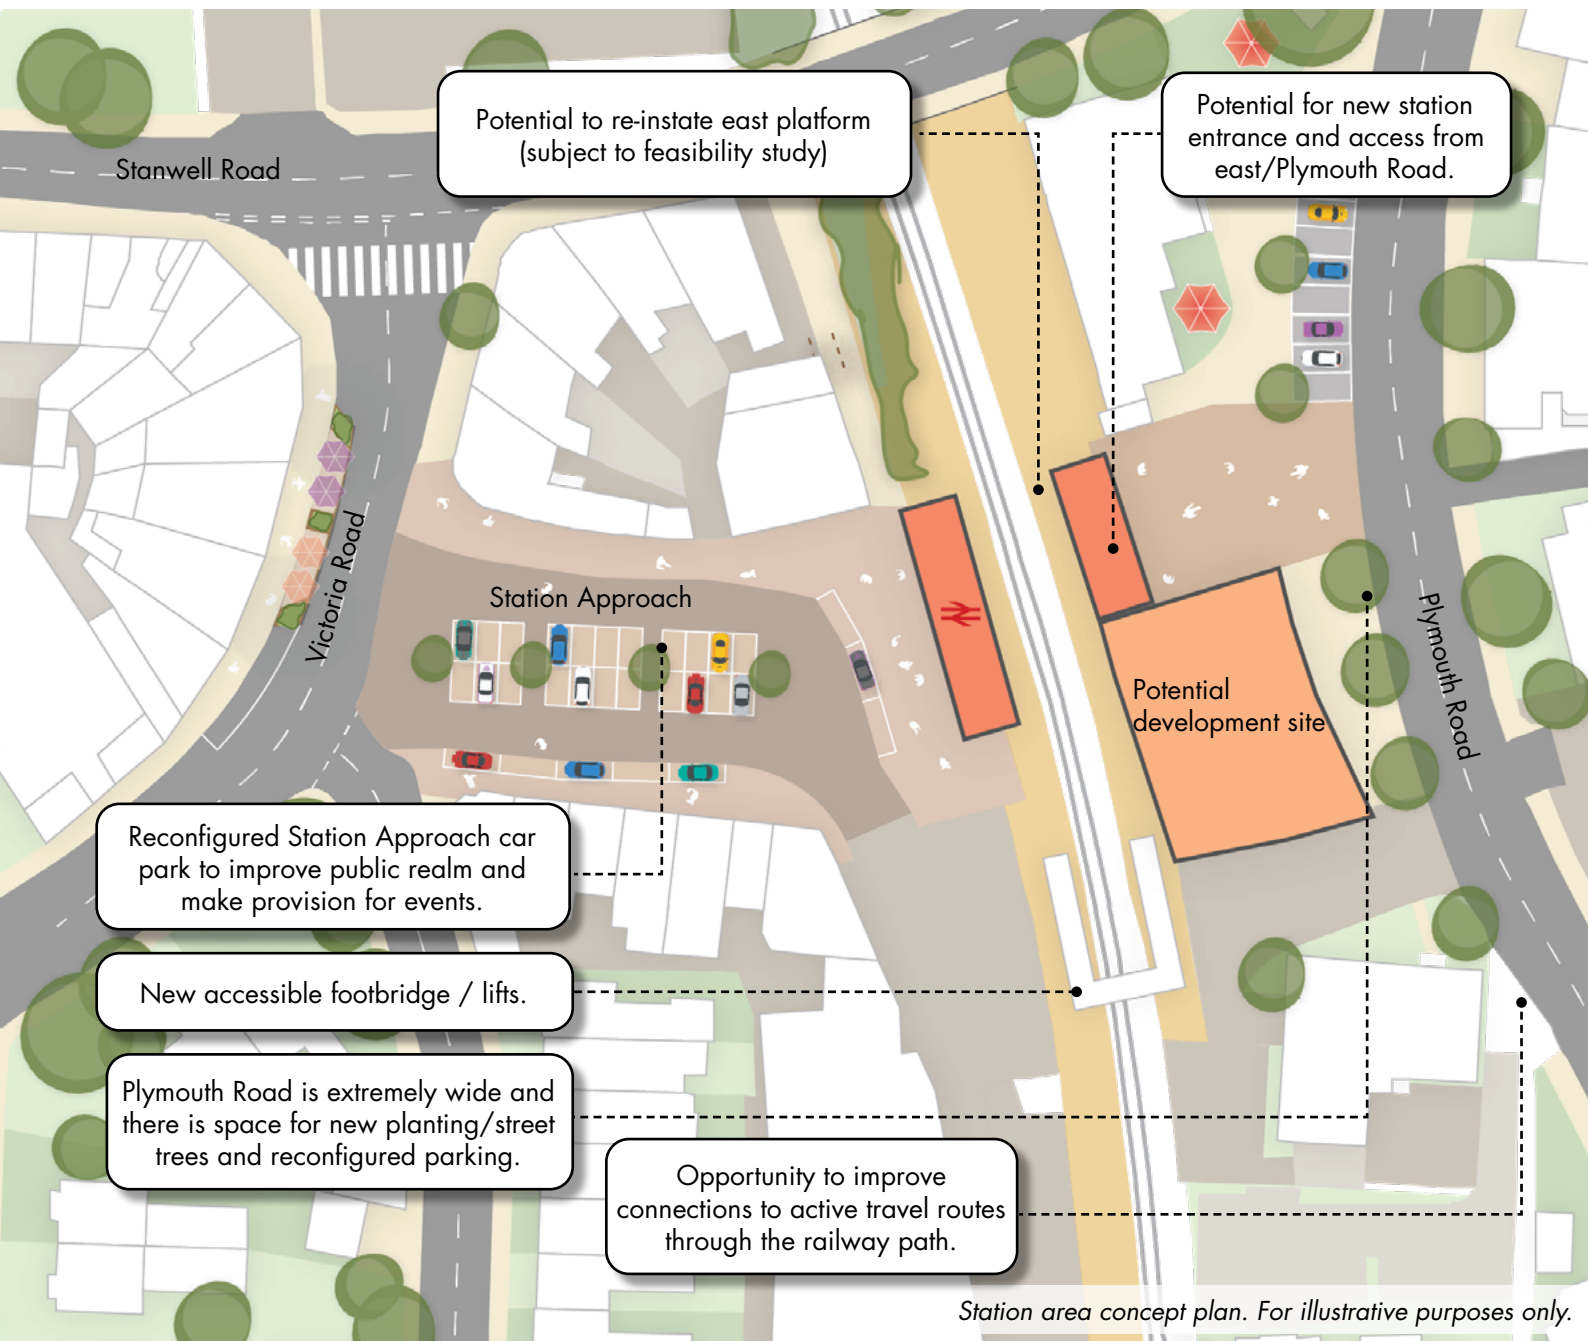 Potential to re-instate east platform
(subject to feasibility study)
Potential for new station
entrance and access from
east/Plymouth Road.
Stanwell Road
Victoria Road
Station Approach
Plymouth Road
Potential
development site
Reconfigured Station Approach car
park to improve public realm and
make provision for events.
New accessible footbridge / lifts.
Plymouth Road is extremely wide and
there is space for new planting/street
trees and reconfigured parking.
Opportunity to improve
connections to active travel routes
through the railway path.
Station area concept plan. For illustrative purposes only.